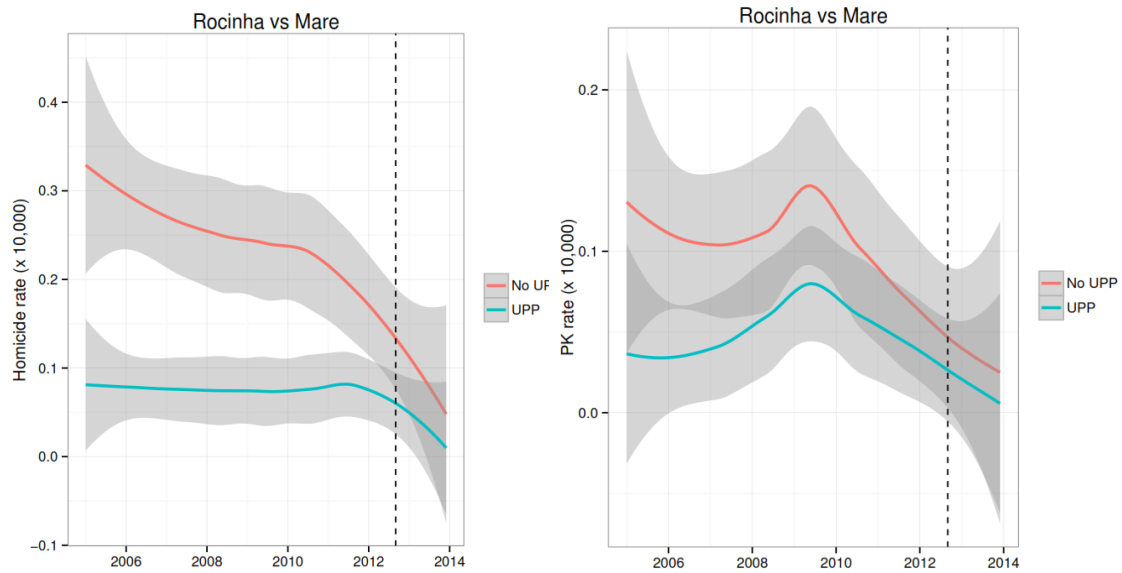 Rocinha vs Mare
Homicide rate (x 10,000)
0.4
0.3
0.2
0.1
0.0
−0.1
2006 2008 2010 2012 2014
No UP
UPP
Rocinha vs Mare
PK rate (x 10,000)
0.2
0.1
0.0
2006 2008 2010 2012 2014
No UPP
UPP